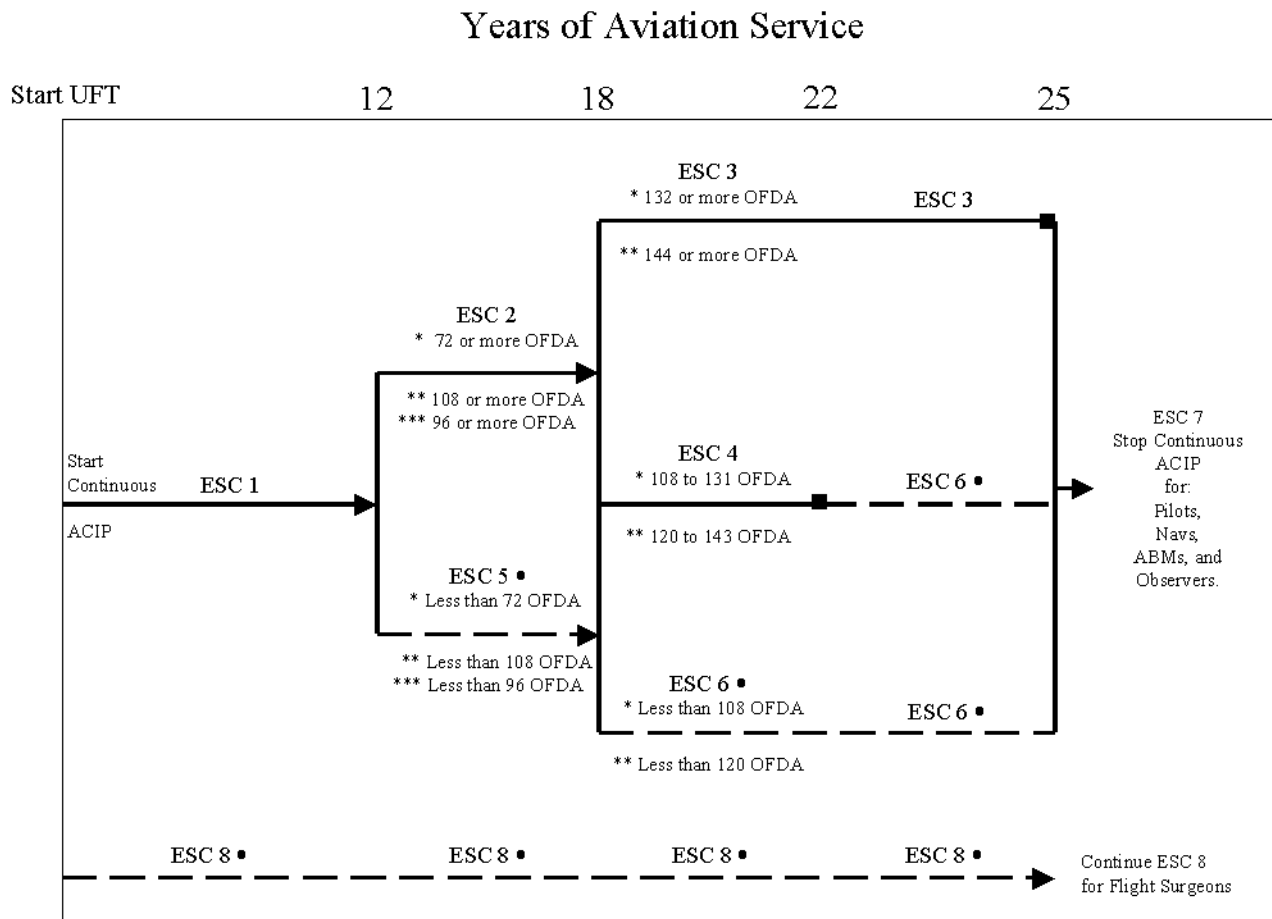 Years of Aviation Service
Start UFT 12 18 22 25
ESC 3
* 132 or more OFDA
ESC 3
** 144 or more OFDA
ESC 2
* 72 or more OFDA
** 108 or more OFDA
*** 96 or more OFDA
Start
Continuous
ESC 1
ACIP
ESC 4
* 108 to 131 OFDA
ESC 6 •
** 120 to 143 OFDA
ESC 7
Stop Continuous
ACIP
for:
Pilots,
Navs,
ABMs, and
Observers.
ESC 5 •
* Less than 72 OFDA
** Less than 108 OFDA
*** Less than 96 OFDA
ESC 6 •
* Less than 108 OFDA
ESC 6 •
** Less than 120 OFDA
ESC 8 • ESC 8 • ESC 8 • ESC 8 •
Continue ESC 8
for Flight Surgeons